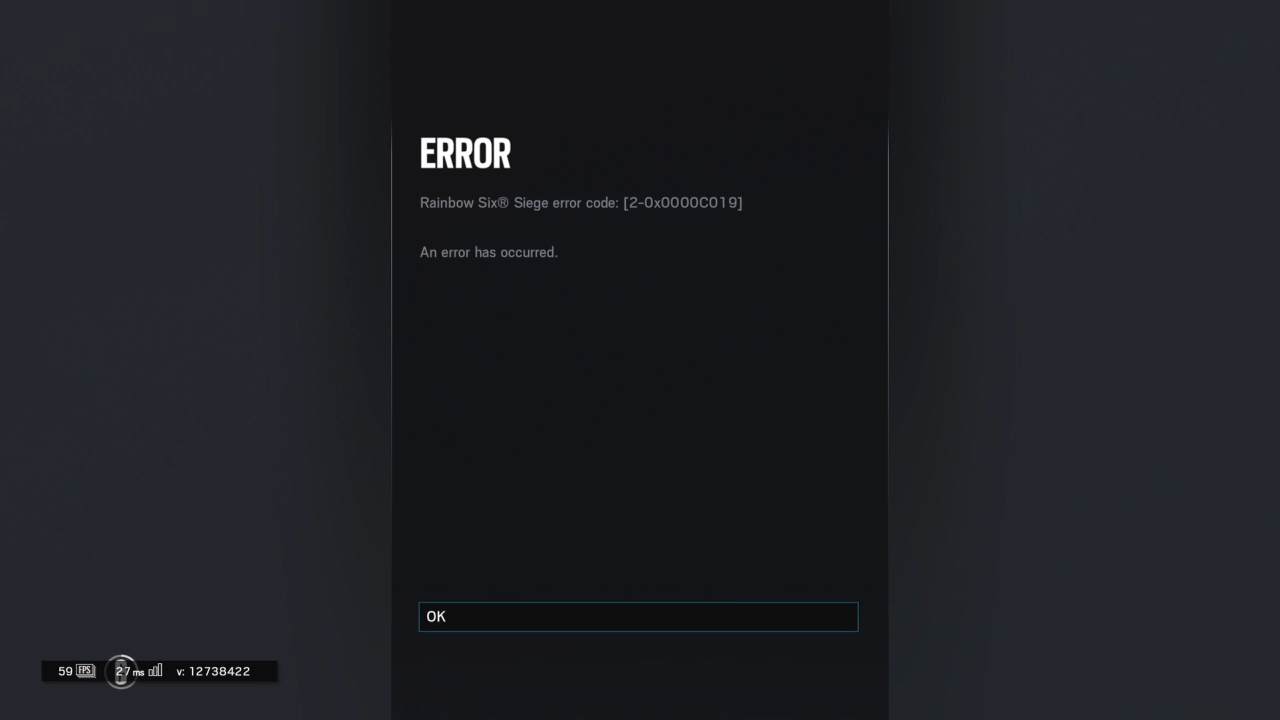 ERROR
Rainbow Six® Siege error code: [2-0x0000C019]
An error has occurred.
OK
59 FPS 27 ms v: 12738422